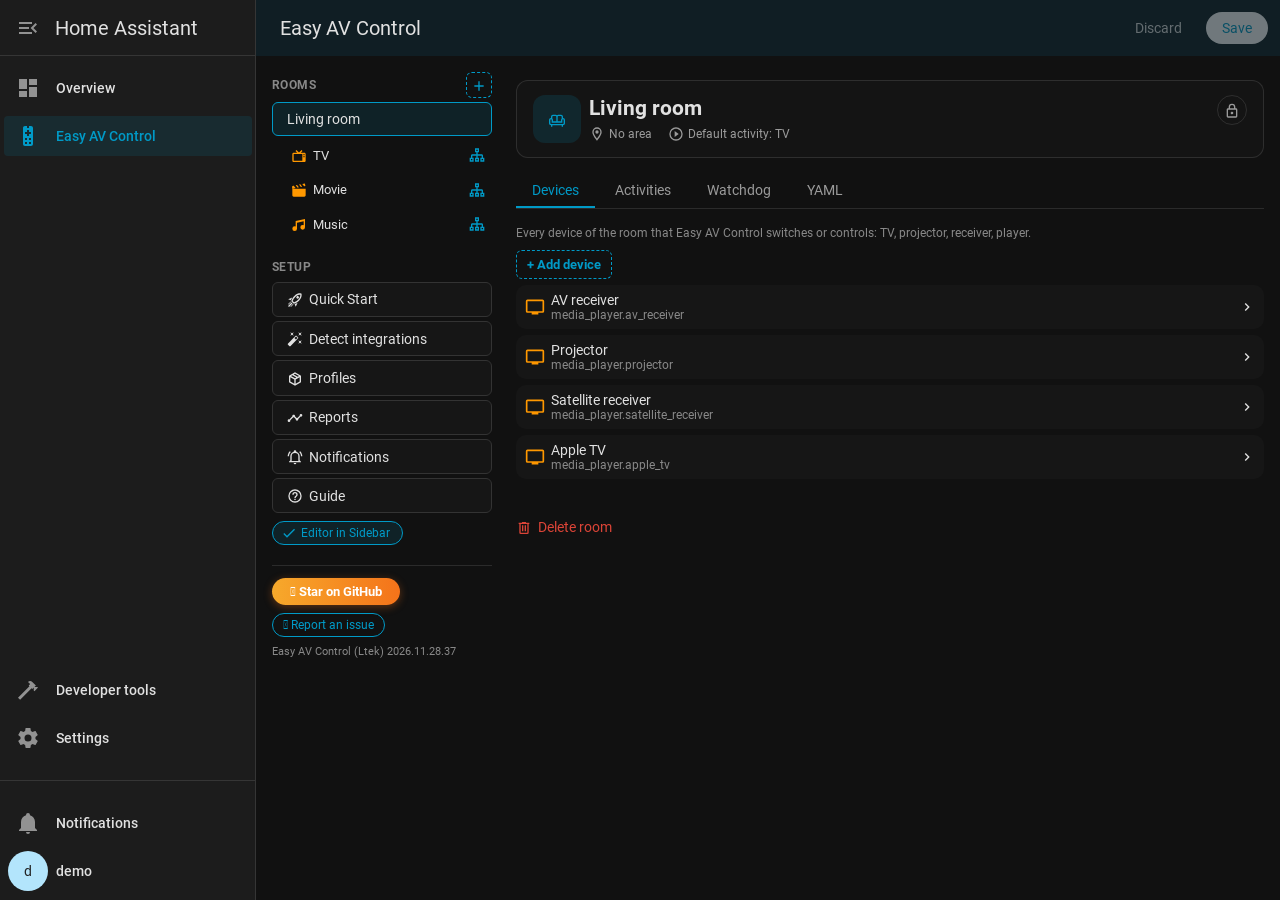 Home Assistant
Easy AV Control
Discard
Save
Overview
Easy AV Control
Developer tools
Settings
Notifications
d
demo
ROOMS
+
Living room
TV
Movie
Music
SETUP
Quick Start
Detect integrations
Profiles
Reports
Notifications
Guide
Editor in Sidebar
Star on GitHub
Report an issue
Easy AV Control (Ltek) 2026.11.28.37
Living room
No area
Default activity: TV
Devices
Activities
Watchdog
YAML
Every device of the room that Easy AV Control switches or controls: TV, projector, receiver, player.
+ Add device
AV receiver
media_player.av_receiver
Projector
media_player.projector
Satellite receiver
media_player.satellite_receiver
Apple TV
media_player.apple_tv
Delete room